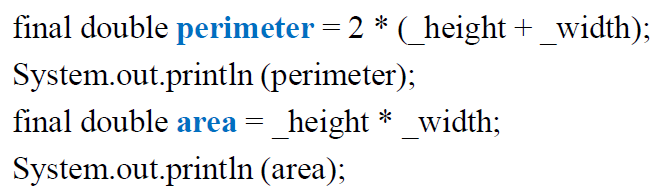 final double perimeter = 2 * (_height + _width);
System.out.println (perimeter);
final double area = _height * _width;
System.out.println (area);